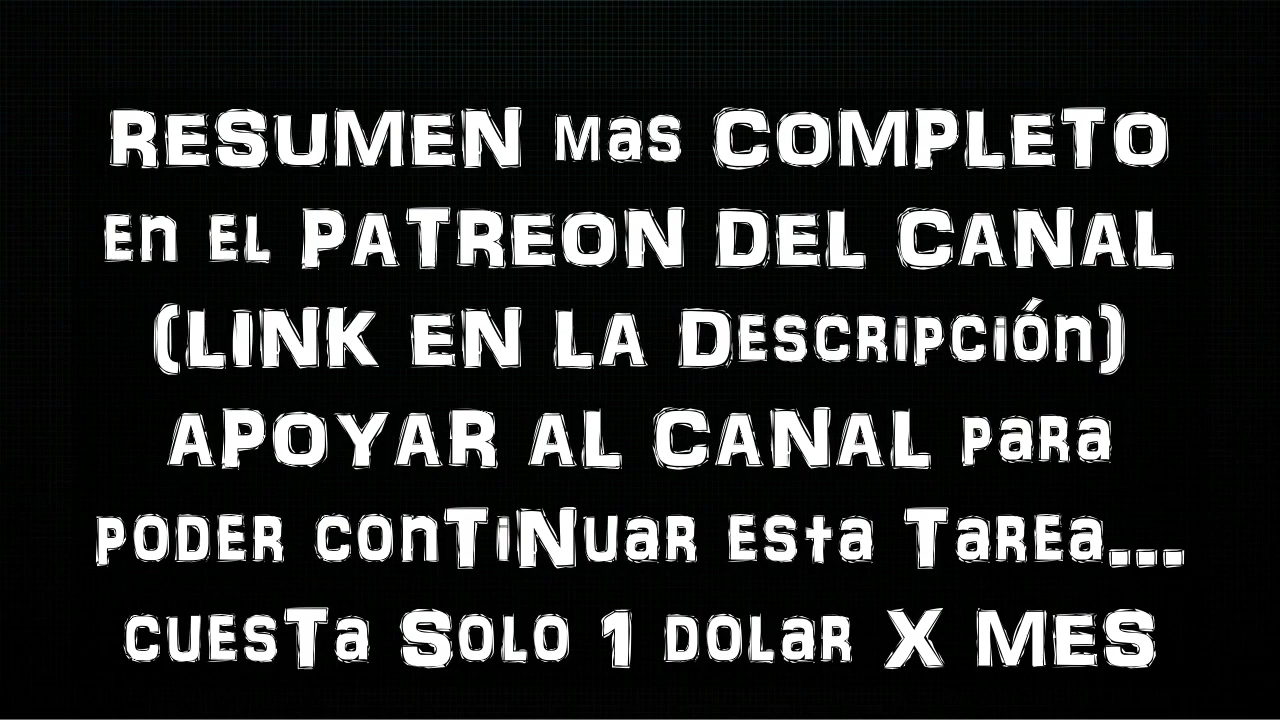 RESUMEN Mas COMPLETO
En EL PATREON DEL CANAL
(LINK EN LA DESCRIPCión)
APOYAR AL CANAL PaRa
PODER conTiNuaR Esta TaREa...
cuEsTa SOLO 1 DOLaR X MES